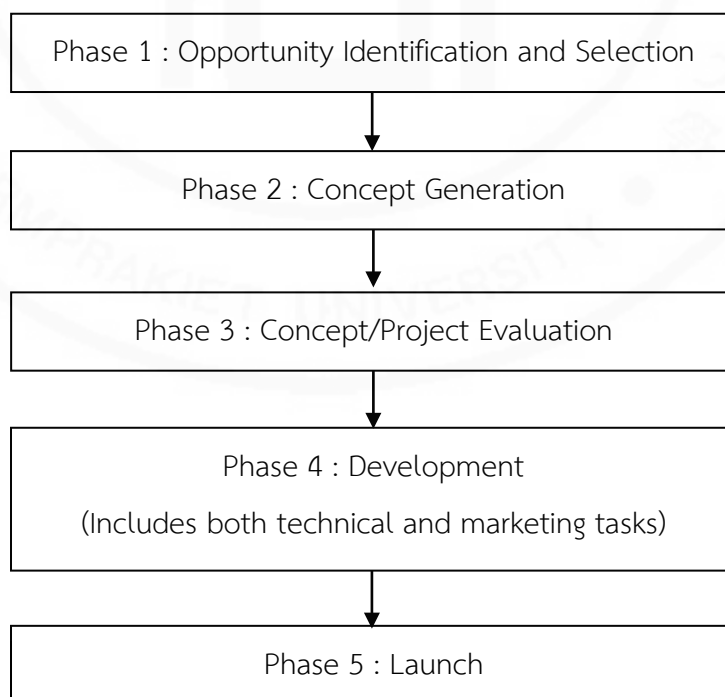 Phase 1 : Opportunity Identification and Selection
Phase 2 : Concept Generation
Phase 3 : Concept/Project Evaluation
Phase 4 : Development
(Includes both technical and marketing tasks)
Phase 5 : Launch